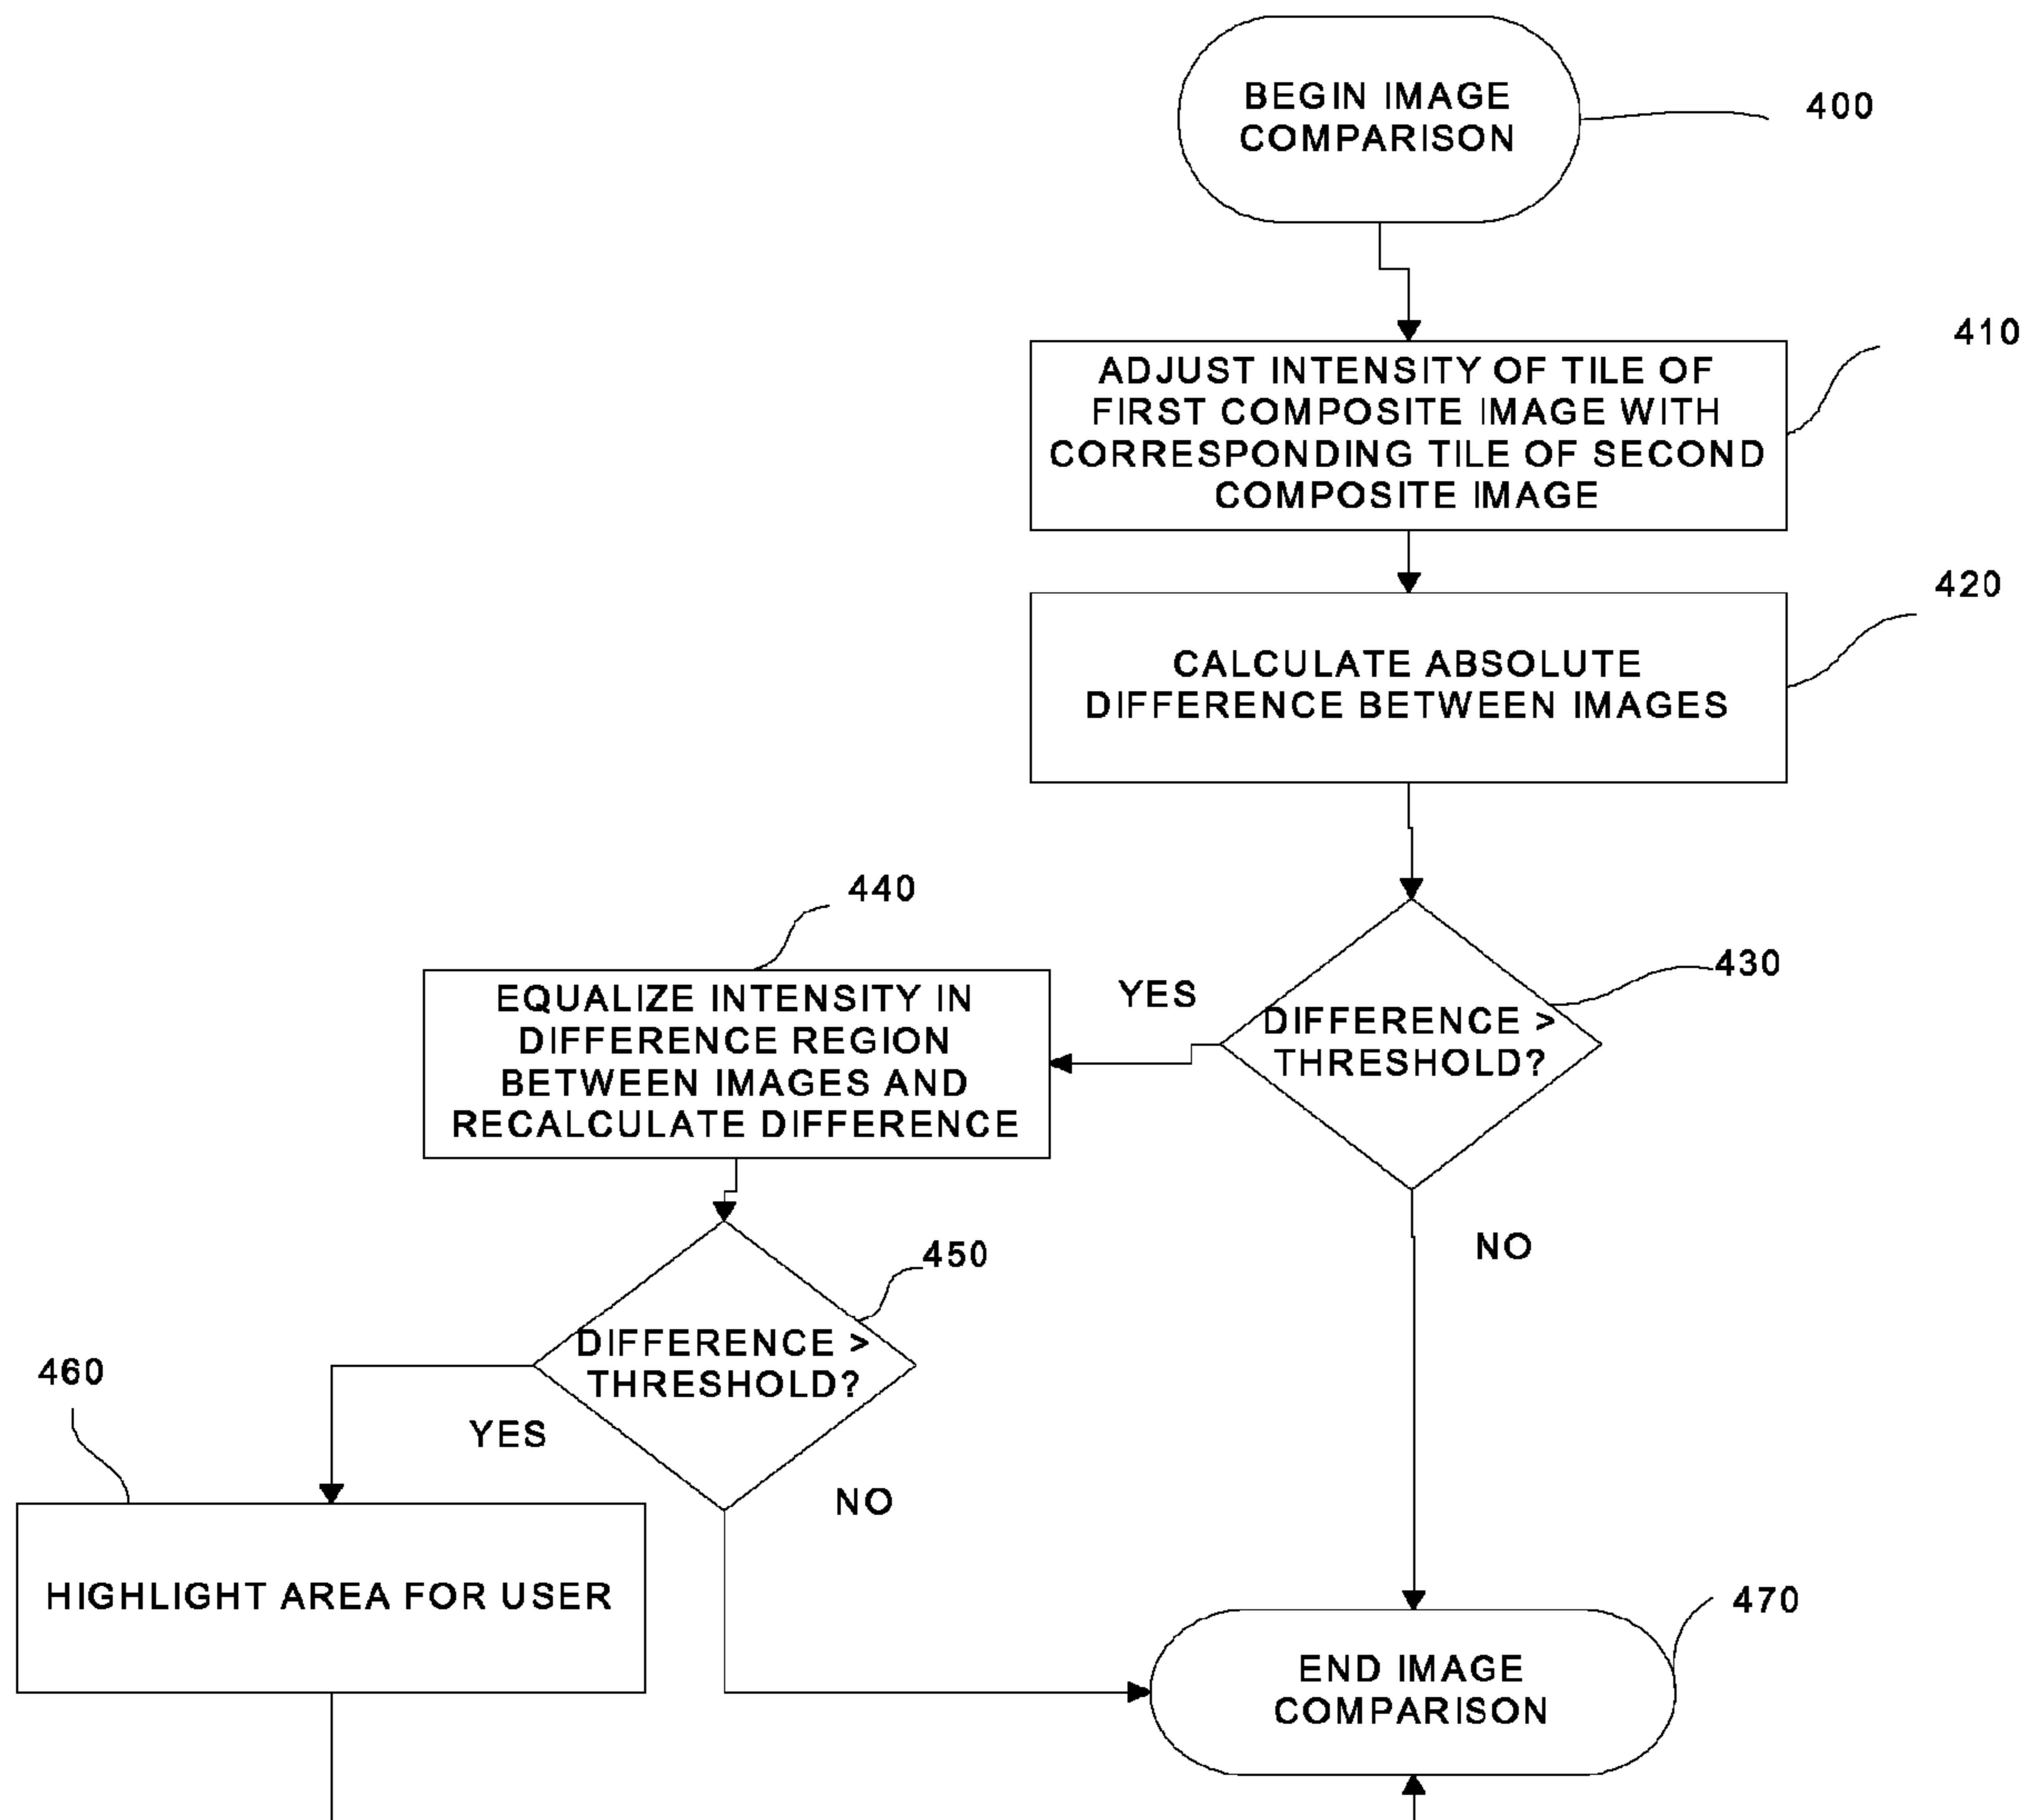 BEGIN IMAGE
COMPARISON
400
410
ADJUST INTENSITY OF TILE OF
FIRST COMPOSITE IMAGE WITH
CORRESPONDING TILE OF SECOND
COMPOSITE IMAGE
420
CALCULATE ABSOLUTE
DIFFERENCE BETWEEN IMAGES
440
430
YES
EQUALIZE INTENSITY IN
DIFFERENCE REGION
BETWEEN IMAGES AND
RECALCULATE DIFFERENCE
DIFFERENCE >
THRESHOLD?
NO
450
DIFFERENCE >
THRESHOLD?
460
YES
NO
HIGHLIGHT AREA FOR USER
470
END IMAGE
COMPARISON